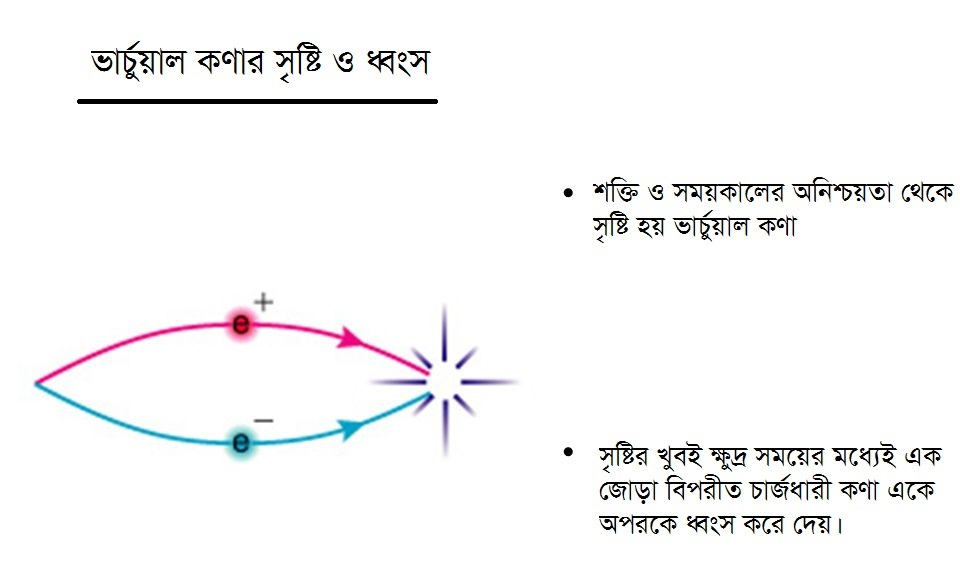 ভার্চুয়াল কণার সৃষ্টি ও ধ্বংস
• শক্তি ও সময়কালের অনিশ্চয়তা থেকে
সৃষ্টি হয় ভার্চুয়াল কণা
e+
e−
• সৃষ্টির খুবই ক্ষুদ্র সময়ের মধ্যেই এক
জোড়া বিপরীত চার্জধারী কণা একে
অপরকে ধ্বংস করে দেয়।